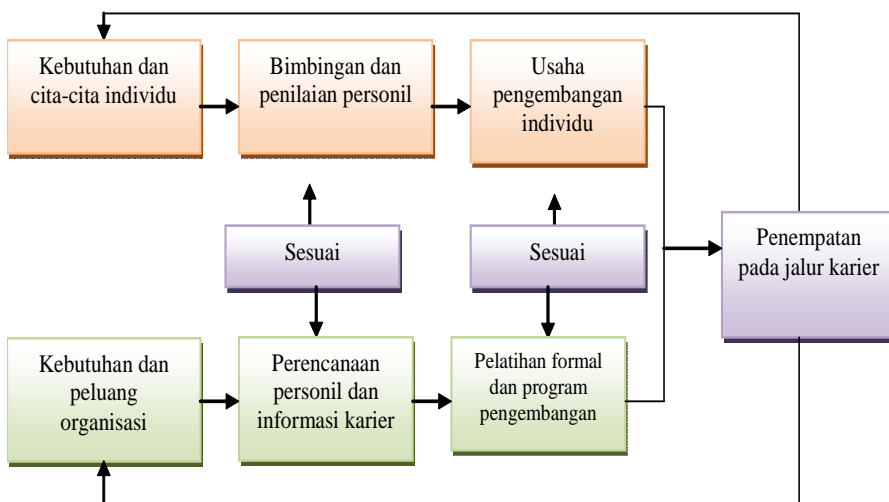 Kebutuhan dan
cita-cita individu
Bimbingan dan
penilaian personil
Usaha
pengembangan
individu
Sesuai
Sesuai
Penempatan
pada jalur karier
Kebutuhan dan
peluang
organisasi
Perencanaan
personil dan
informasi karier
Pelatihan formal
dan program
pengembangan